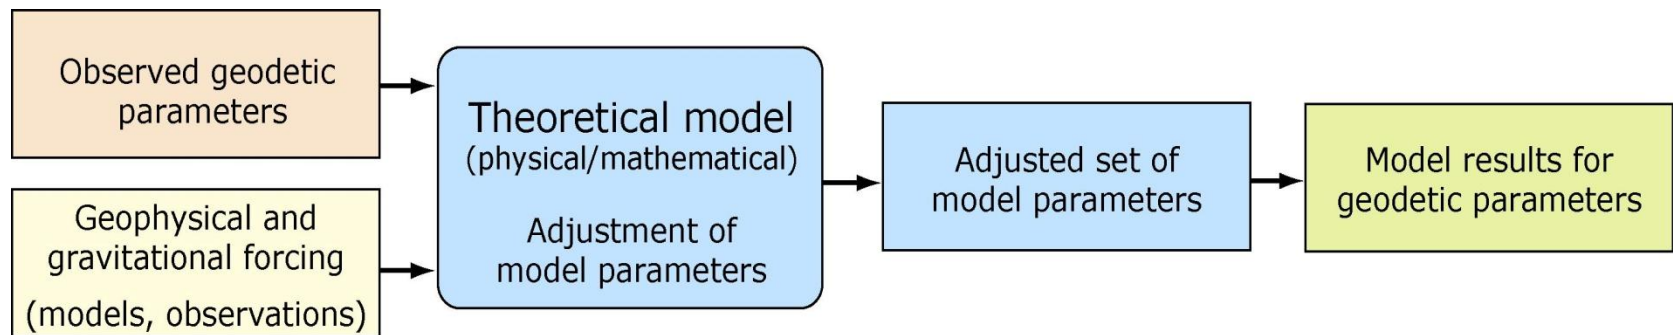 Observed geodetic
parameters
Geophysical and
gravitational forcing
(models, observations)
Theoretical model
(physical/mathematical)
Adjustment of
model parameters
Adjusted set of
model parameters
Model results for
geodetic parameters